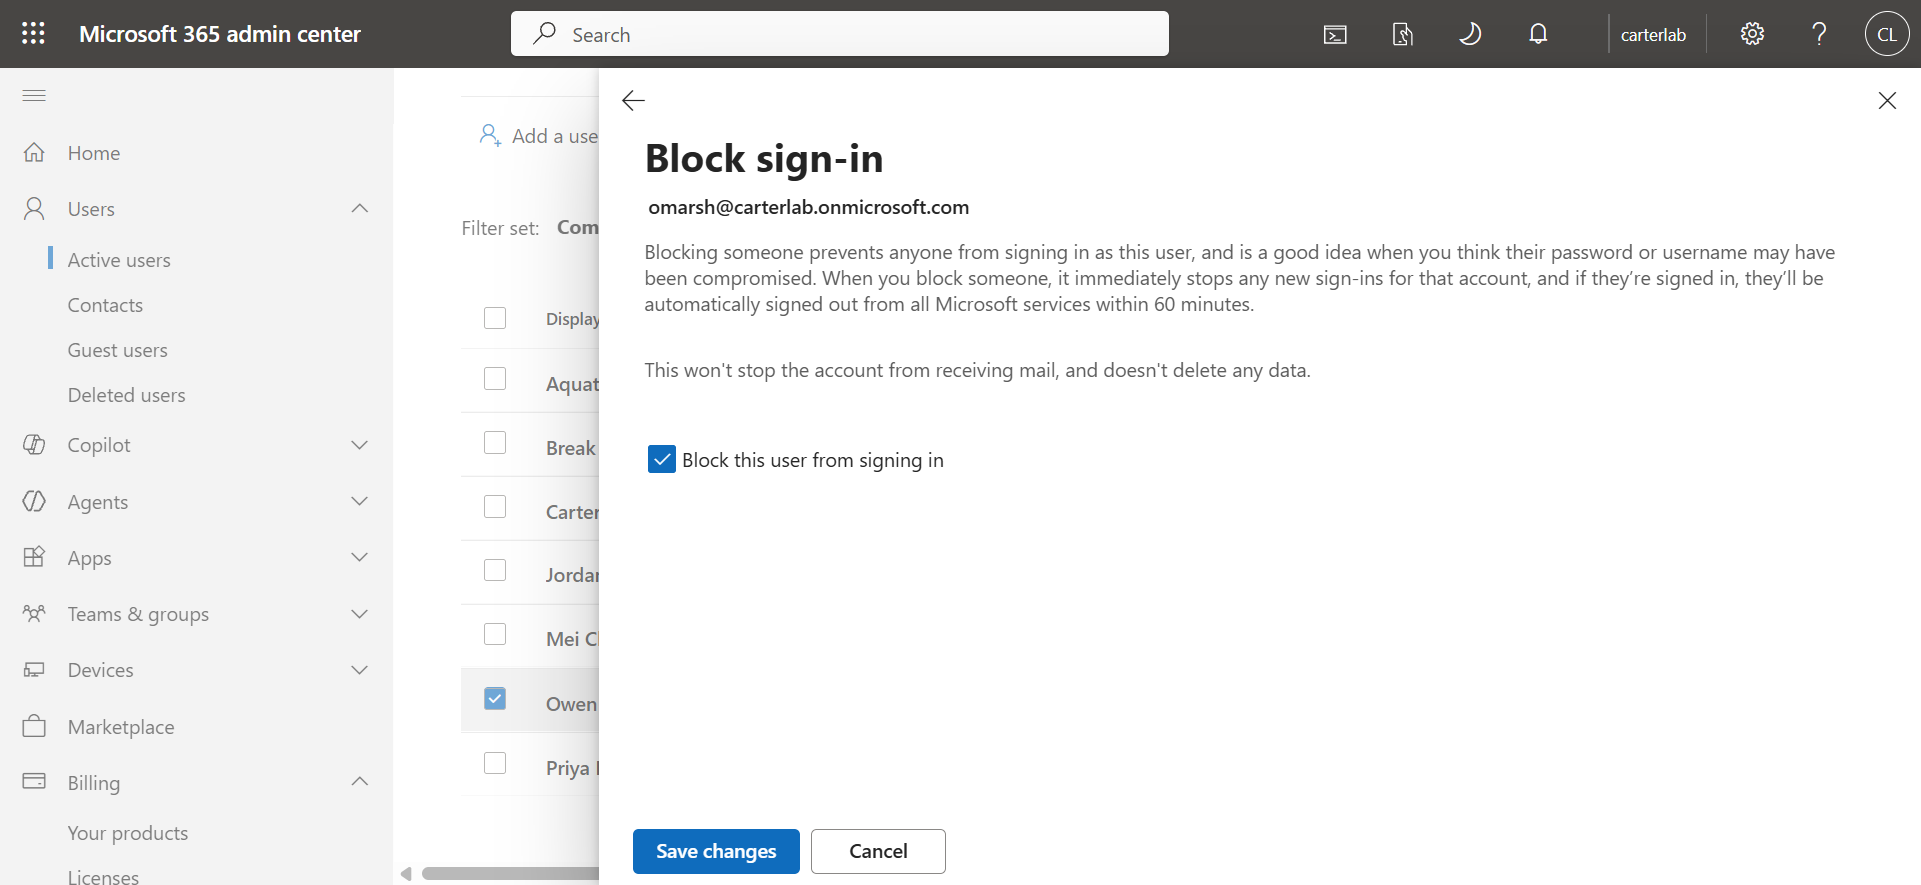 Microsoft 365 admin center
Search
carterlab
CL
Home
Users
Active users
Contacts
Guest users
Deleted users
Copilot
Agents
Apps
Teams & groups
Devices
Marketplace
Billing
Your products
Licenses
Add a use
Filter set: Com
Display
Aquat
Break
Carter
Jordan
Mei C
Owen
Priya
Block sign-in
omarsh@carterlab.onmicrosoft.com
Blocking someone prevents anyone from signing in as this user, and is a good idea when you think their password or username may have
been compromised. When you block someone, it immediately stops any new sign-ins for that account, and if they’re signed in, they’ll be
automatically signed out from all Microsoft services within 60 minutes.
This won't stop the account from receiving mail, and doesn't delete any data.
Block this user from signing in
Save changes
Cancel